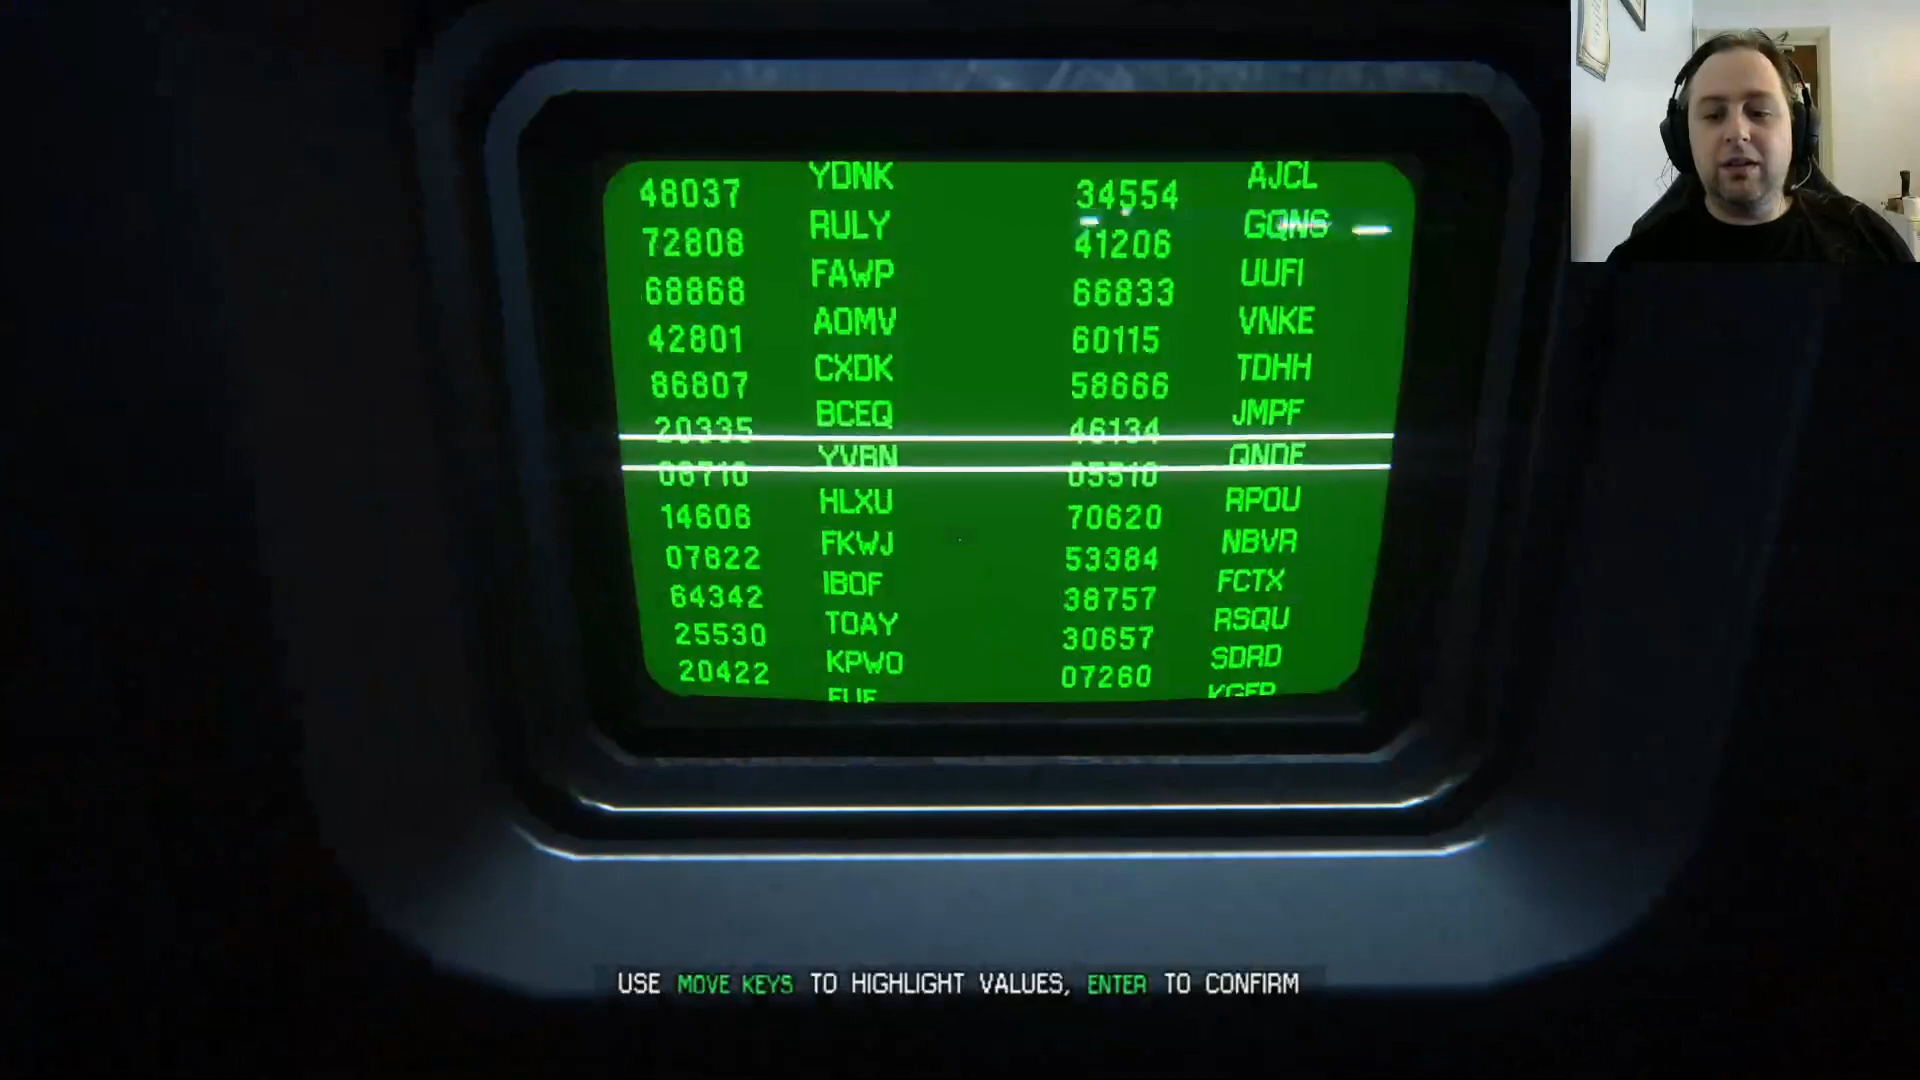 48037 YDNK 34554 AJCL
72808 RULY 41206 GQNS
68868 FAWP 66833 UUFI
42801 AOMV 60115 VNKE
86807 CXDK 58666 TDHH
20335 BCEQ 46134 JMPF
YVBN
05510
14606 HLXU 70620 RPOU
07822 FKWJ 53384 NBVR
64342 IBOF 38757 FCTX
25530 TOAY 30657 RSQU
20422 KPWO 07260 SDRD
USE MOVE KEYS TO HIGHLIGHT VALUES, ENTER TO CONFIRM